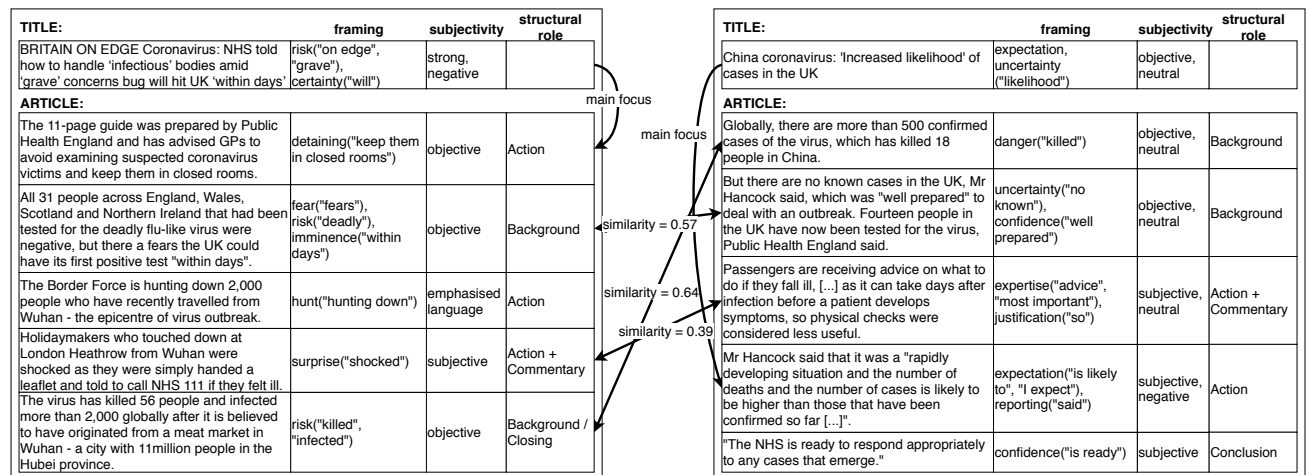 TITLE:
framing
subjectivity
structural
role
BRITAIN ON EDGE Coronavirus: NHS told
how to handle ‘infectious’ bodies amid
‘grave’ concerns bug will hit UK ‘within days’
risk("on edge",
"grave"),
certainty("will")
strong,
negative
ARTICLE:
The 11-page guide was prepared by Public
Health England and has advised GPs to
avoid examining suspected coronavirus
victims and keep them in closed rooms.
detaining("keep them
in closed rooms")
objective
Action
All 31 people across England, Wales,
Scotland and Northern Ireland that had been
tested for the deadly flu-like virus were
negative, but there a fears the UK could
have its first positive test "within days".
fear("fears"),
risk("deadly"),
imminence("within
days")
objective
Background
The Border Force is hunting down 2,000
people who have recently travelled from
Wuhan - the epicentre of virus outbreak.
hunt("hunting down")
emphasised
language
Action
Holidaymakers who touched down at
London Heathrow from Wuhan were
shocked as they were simply handed a
leaflet and told to call NHS 111 if they felt ill.
surprise("shocked")
subjective
Action +
Commentary
The virus has killed 56 people and infected
more than 2,000 globally after it is believed
to have originated from a meat market in
Wuhan - a city with 11million people in the
Hubei province.
risk("killed",
"infected")
objective
Background /
Closing
main focus
main focus
similarity = 0.57
similarity = 0.64
similarity = 0.39
TITLE:
framing
subjectivity
structural
role
China coronavirus: 'Increased likelihood' of
cases in the UK
expectation,
uncertainty
("likelihood")
objective,
neutral
ARTICLE:
Globally, there are more than 500 confirmed
cases of the virus, which has killed 18
people in China.
danger("killed")
objective,
neutral
Background
But there are no known cases in the UK, Mr
Hancock said, which was "well prepared" to
deal with an outbreak. Fourteen people in
the UK have now been tested for the virus,
Public Health England said.
uncertainty("no
known"),
confidence("well
prepared")
objective,
neutral
Background
Passengers are receiving advice on what to
do if they fall ill, [...] as it can take days after
infection before a patient develops
symptoms, so physical checks were
considered less useful.
expertise("advice",
"most important"),
justification("so")
subjective,
neutral
Action +
Commentary
Mr Hancock said that it was a "rapidly
developing situation and the number of
deaths and the number of cases is likely to
be higher than those that have been
confirmed so far [...]".
expectation("is likely
to", "I expect"),
reporting("said")
subjective,
negative
Action
"The NHS is ready to respond appropriately
to any cases that emerge."
confidence("is ready")
subjective
Conclusion